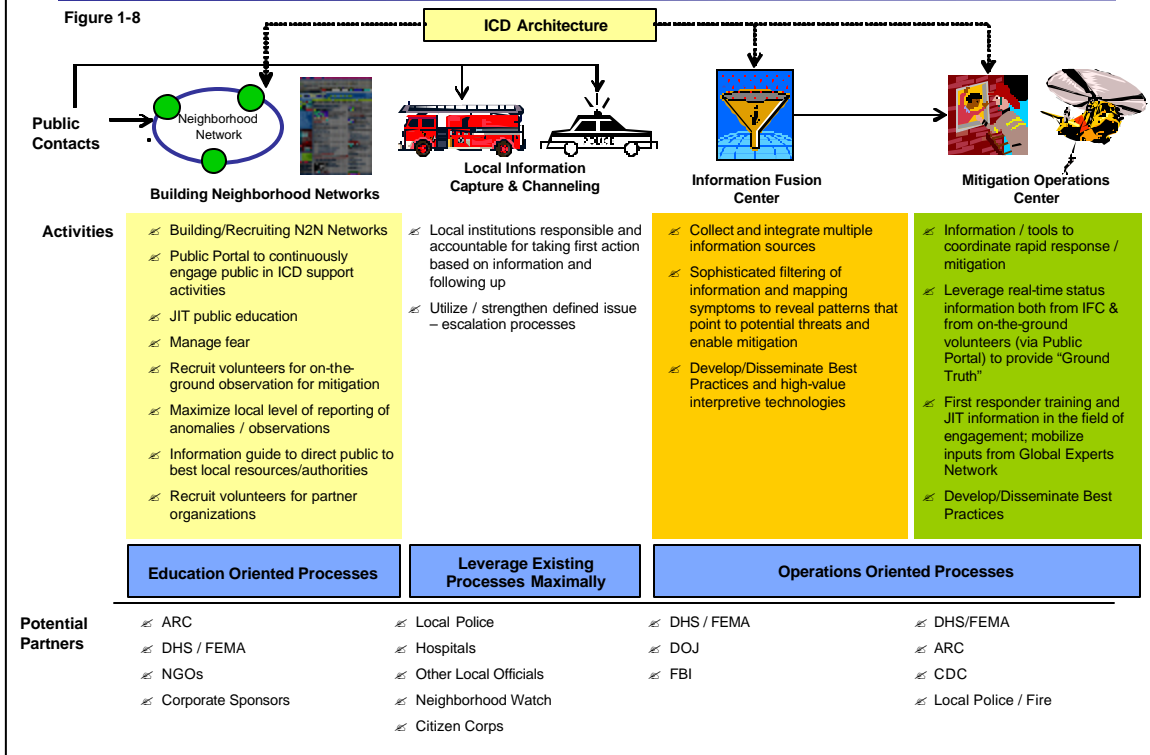 Figure 1-8
ICD Architecture
Public
Contacts
Neighborhood
Network
POLICE
Building Neighborhood Networks
Local Information
Capture & Channeling
Information Fusion
Center
Mitigation Operations
Center
Activities
Building/Recruiting N2N Networks
Public Portal to continuously
engage public in ICD support
activities
JIT public education
Manage fear
Recruit volunteers for on-the-
ground observation for mitigation
Maximize local level of reporting of
anomalies / observations
Information guide to direct public to
best local resources/authorities
Recruit volunteers for partner
organizations
Local institutions responsible and
accountable for taking first action
based on information and
following up
Utilize / strengthen defined issue
– escalation processes
Collect and integrate multiple
information sources
Sophisticated filtering of
information and mapping
symptoms to reveal patterns that
point to potential threats and
enable mitigation
Develop/Disseminate Best
Practices and high-value
interpretive technologies
Information / tools to
coordinate rapid response /
mitigation
Leverage real-time status
information both from IFC &
from on-the-ground
volunteers (via Public
Portal) to provide “Ground
Truth”
First responder training and
JIT information in the field of
engagement; mobilize
inputs from Global Experts
Network
Develop/Disseminate Best
Practices
Education Oriented Processes
Leverage Existing
Processes Maximally
Operations Oriented Processes
Potential
Partners
ARC
DHS / FEMA
NGOs
Corporate Sponsors
Local Police
Hospitals
Other Local Officials
Neighborhood Watch
Citizen Corps
DHS / FEMA
DOJ
FBI
DHS/FEMA
ARC
CDC
Local Police / Fire